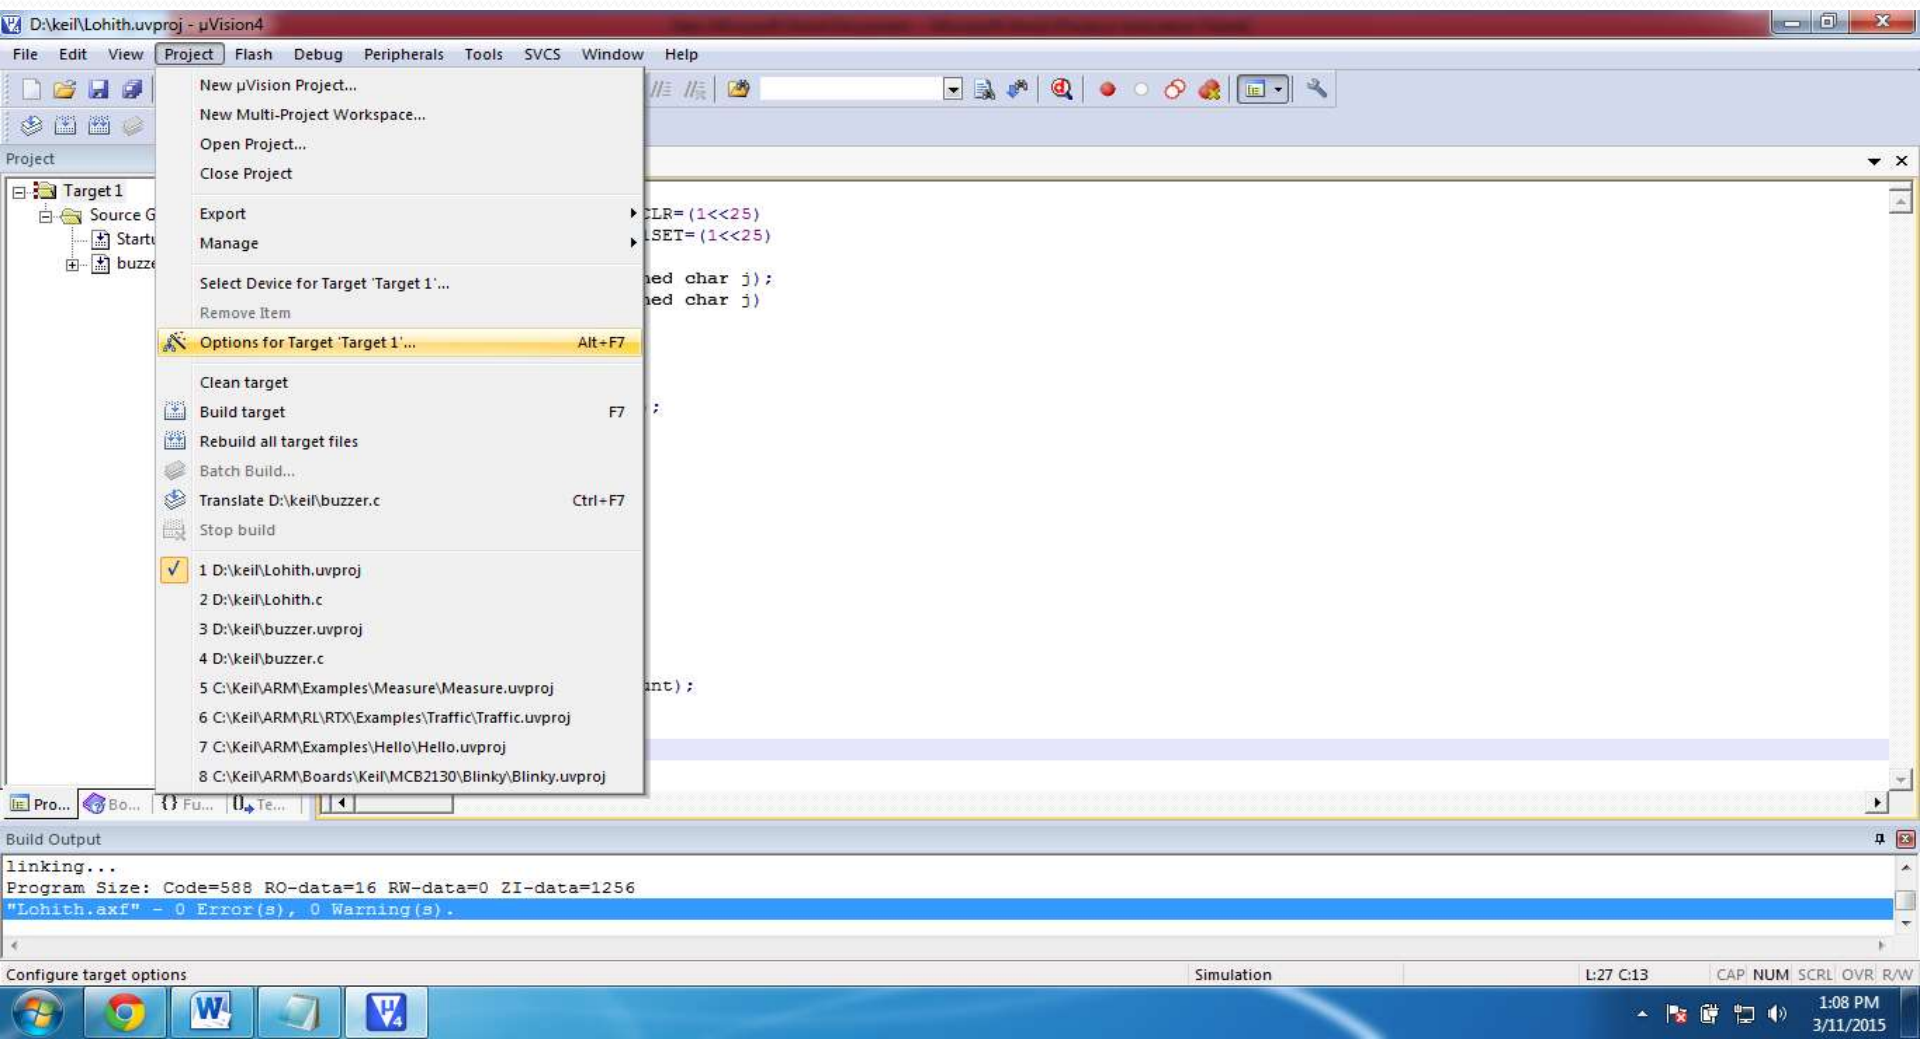 D:\keil\Lohith.uvproj - µVision4
File Edit View Project Flash Debug Peripherals Tools SVCS Window Help
New µVision Project...
New Multi-Project Workspace...
Open Project...
Close Project
Export
Manage
Select Device for Target 'Target 1'...
Remove Item
Options for Target 'Target 1'... Alt+F7
Clean target
Build target F7
Rebuild all target files
Batch Build...
Translate D:\keil\buzzer.c Ctrl+F7
Stop build
1 D:\keil\Lohith.uvproj
2 D:\keil\Lohith.c
3 D:\keil\buzzer.uvproj
4 D:\keil\buzzer.c
5 C:\Keil\ARM\Examples\Measure\Measure.uvproj
6 C:\Keil\ARM\RL\RTX\Examples\Traffic\Traffic.uvproj
7 C:\Keil\ARM\Examples\Hello\Hello.uvproj
8 C:\Keil\ARM\Boards\Keil\MCB2130\Blinky\Blinky.uvproj
Project
Target 1
Source G
Startu
buzze
CLR=(1<<25)
SET=(1<<25)
ned char j);
ned char j)
);
int);
Pro... Bo... {} Fu... Te...
Build Output
linking...
Program Size: Code=588 RO-data=16 RW-data=0 ZI-data=1256
"Lohith.axf" - 0 Error(s), 0 Warning(s).
Configure target options Simulation L:27 C:13 CAP NUM SCRL OVR R/W
1:08 PM
3/11/2015